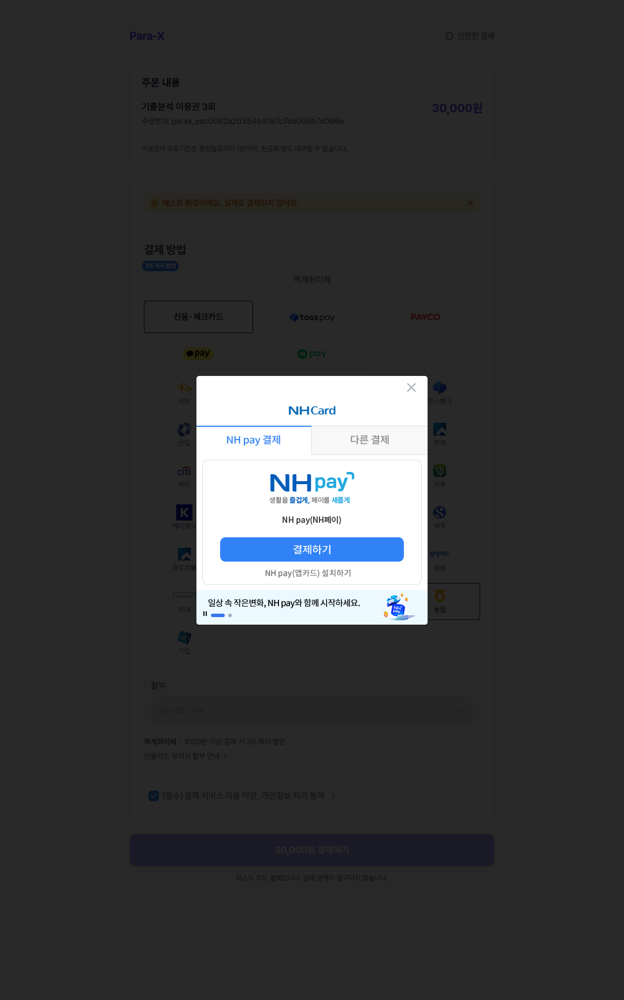 Para-X
안전한 결제
주문 내용
기출분석 이용권 3회
30,000원
주문번호 parax_eac0082a2d354a40a7c7da006b7d096e
이용권의 유효기간은 충전일로부터 1년이며, 현금화·양도·대여할 수 없습니다.
테스트 환경이에요. 실제로 결제되지 않아요.
결제 방법
3% 즉시 할인
퀵계좌이체
신용·체크카드
toss pay
PAYCO
pay
N pay
국민
토스뱅크
산업
전북
citi
씨티
저축
케이뱅크
제주
광주은행
삼성카드
삼성
현대
농협
기업
NH Card
NH pay 결제
다른 결제
NH pay
생활을 즐겁게, 페이를 새롭게
NH pay(NH페이)
결제하기
NH pay(앱카드) 설치하기
일상 속 작은변화, NH pay와 함께 시작하세요.
NH pay
할부
일시불만 가능
퀵계좌이체 · 1000원 이상 결제 시 3% 즉시 할인
신용카드 무이자 할부 안내
[필수] 결제 서비스 이용 약관, 개인정보 처리 동의
30,000원 결제하기
테스트 모드 결제입니다. 실제 금액이 청구되지 않습니다.